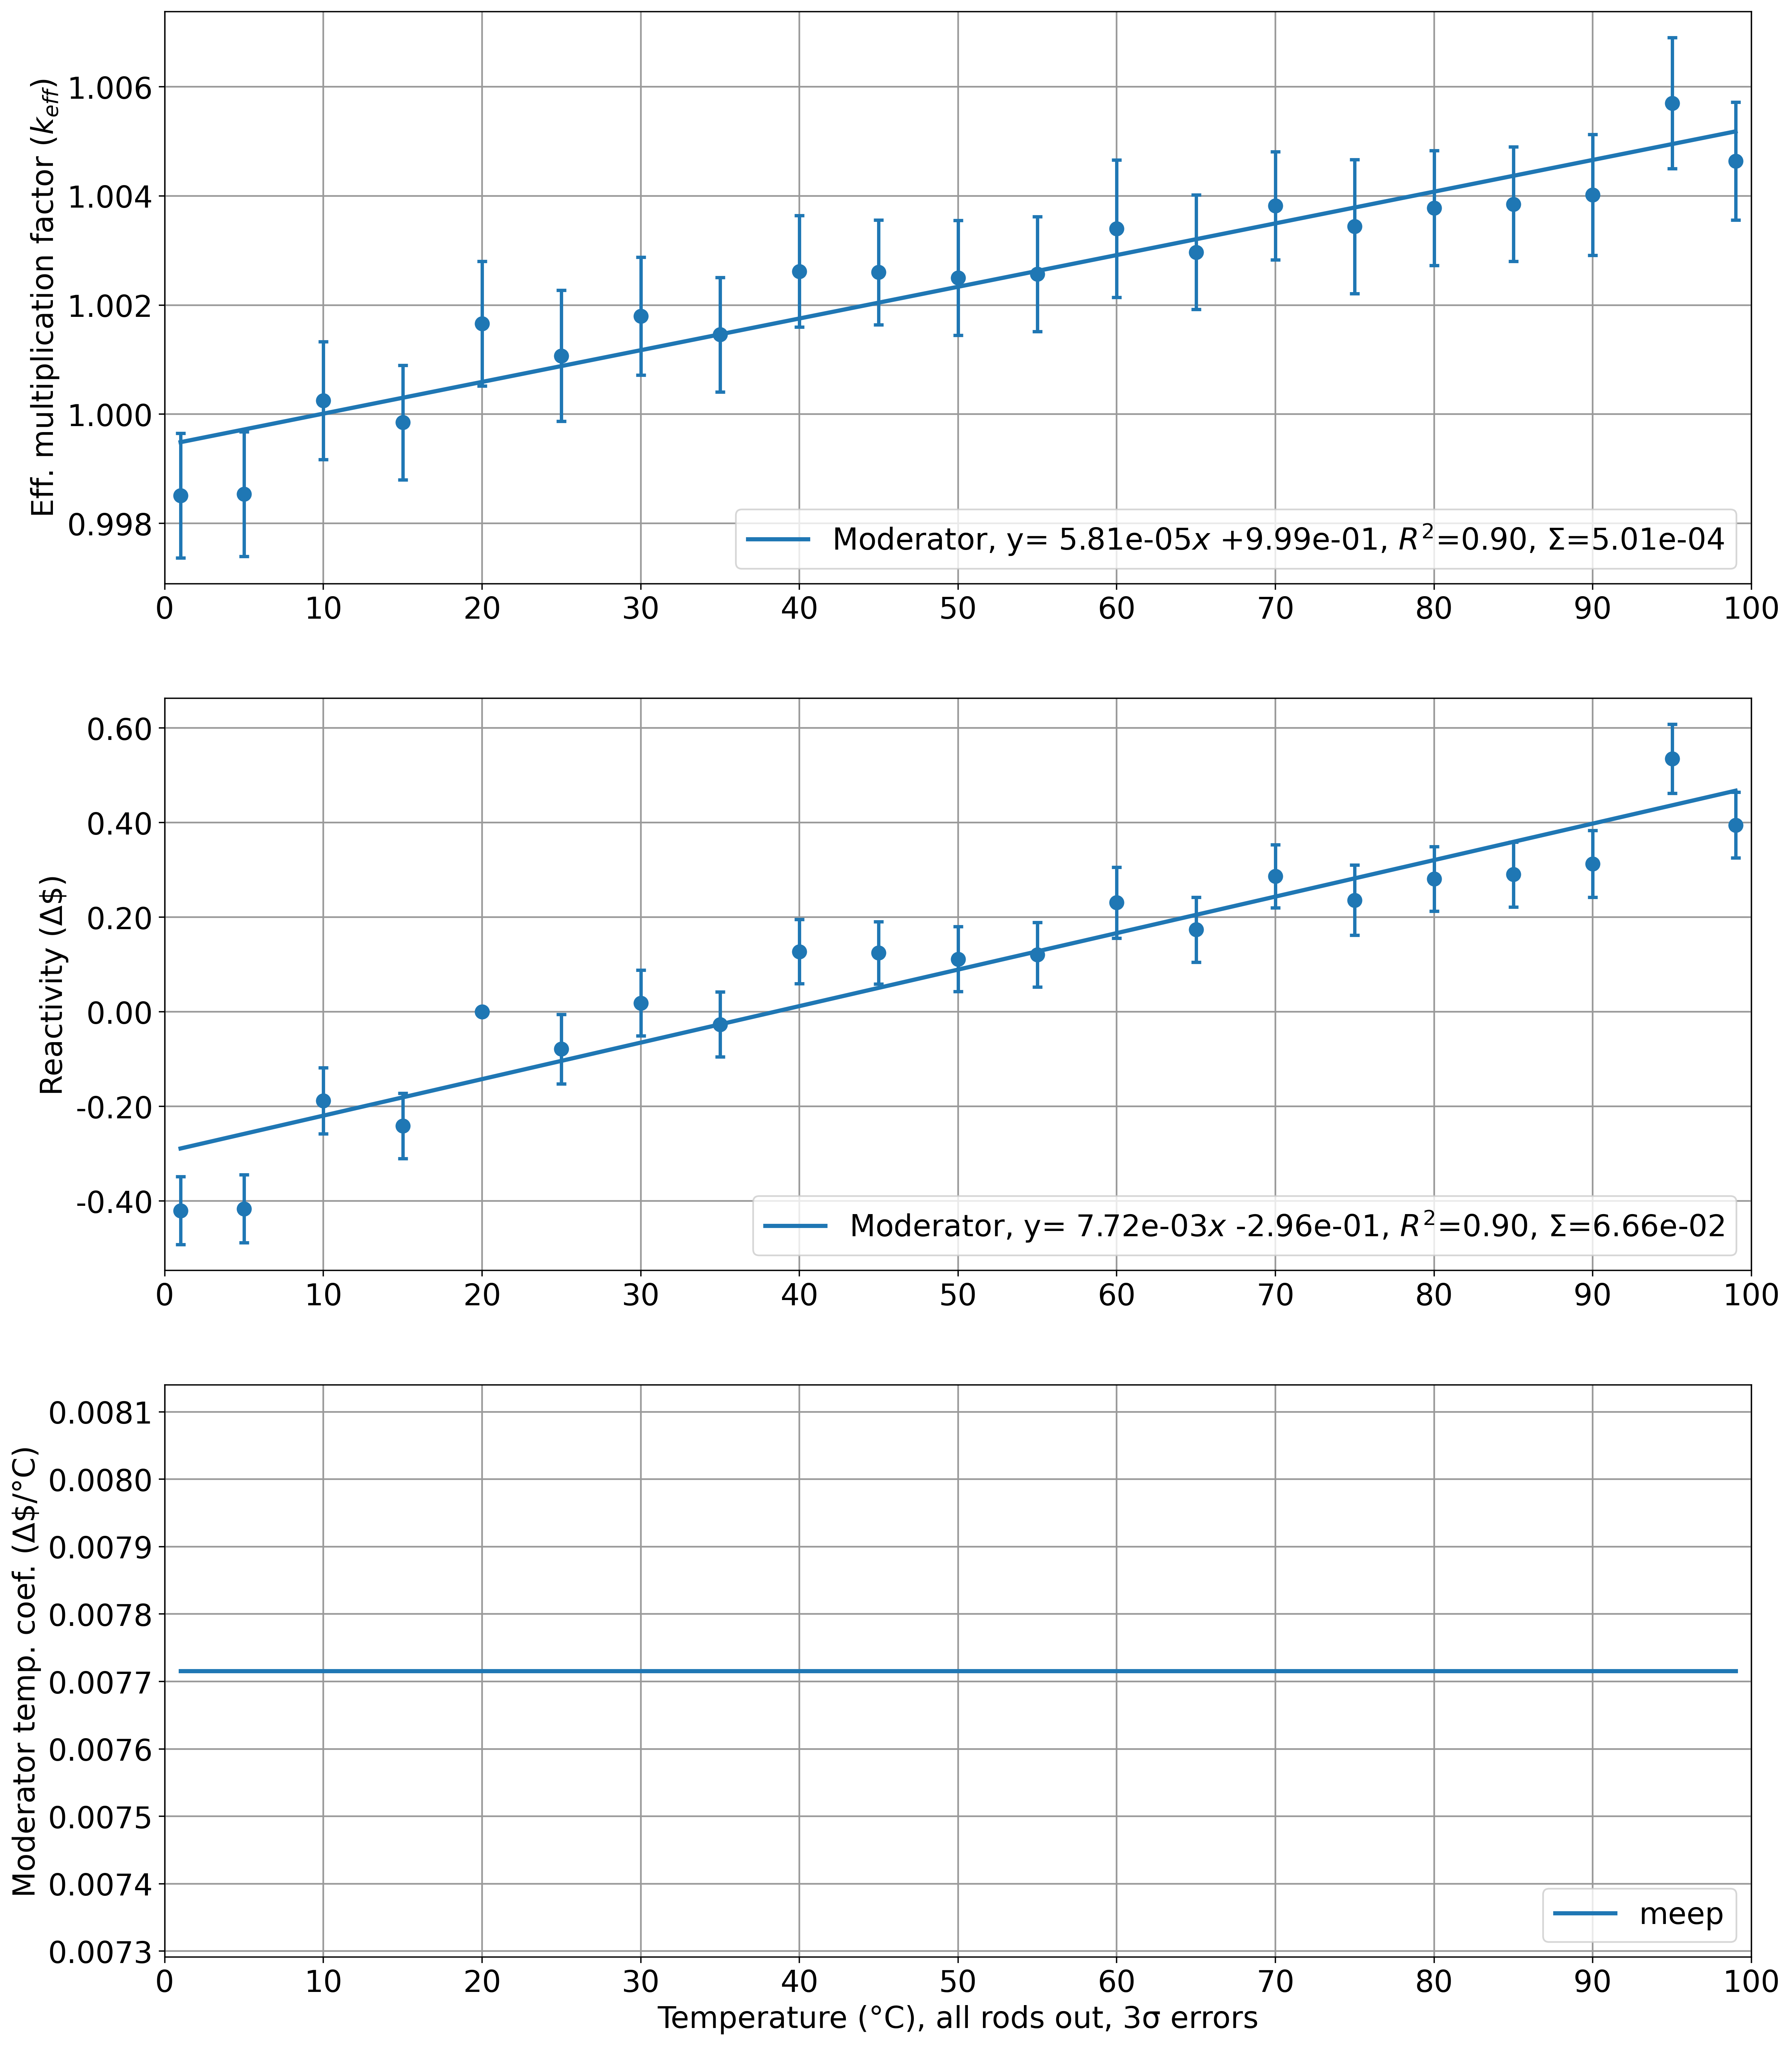 Eff. multiplication factor (k_eff)
1.006
1.004
1.002
1.000
0.998
Moderator, y= 5.81e-05x +9.99e-01, R²=0.90, Σ=5.01e-04
0 10 20 30 40 50 60 70 80 90 100
Reactivity (Δ$)
0.60
0.40
0.20
0.00
-0.20
-0.40
Moderator, y= 7.72e-03x -2.96e-01, R²=0.90, Σ=6.66e-02
0 10 20 30 40 50 60 70 80 90 100
Moderator temp. coef. (Δ$/°C)
0.0081
0.0080
0.0079
0.0078
0.0077
0.0076
0.0075
0.0074
0.0073
meep
0 10 20 30 40 50 60 70 80 90 100
Temperature (°C), all rods out, 3σ errors